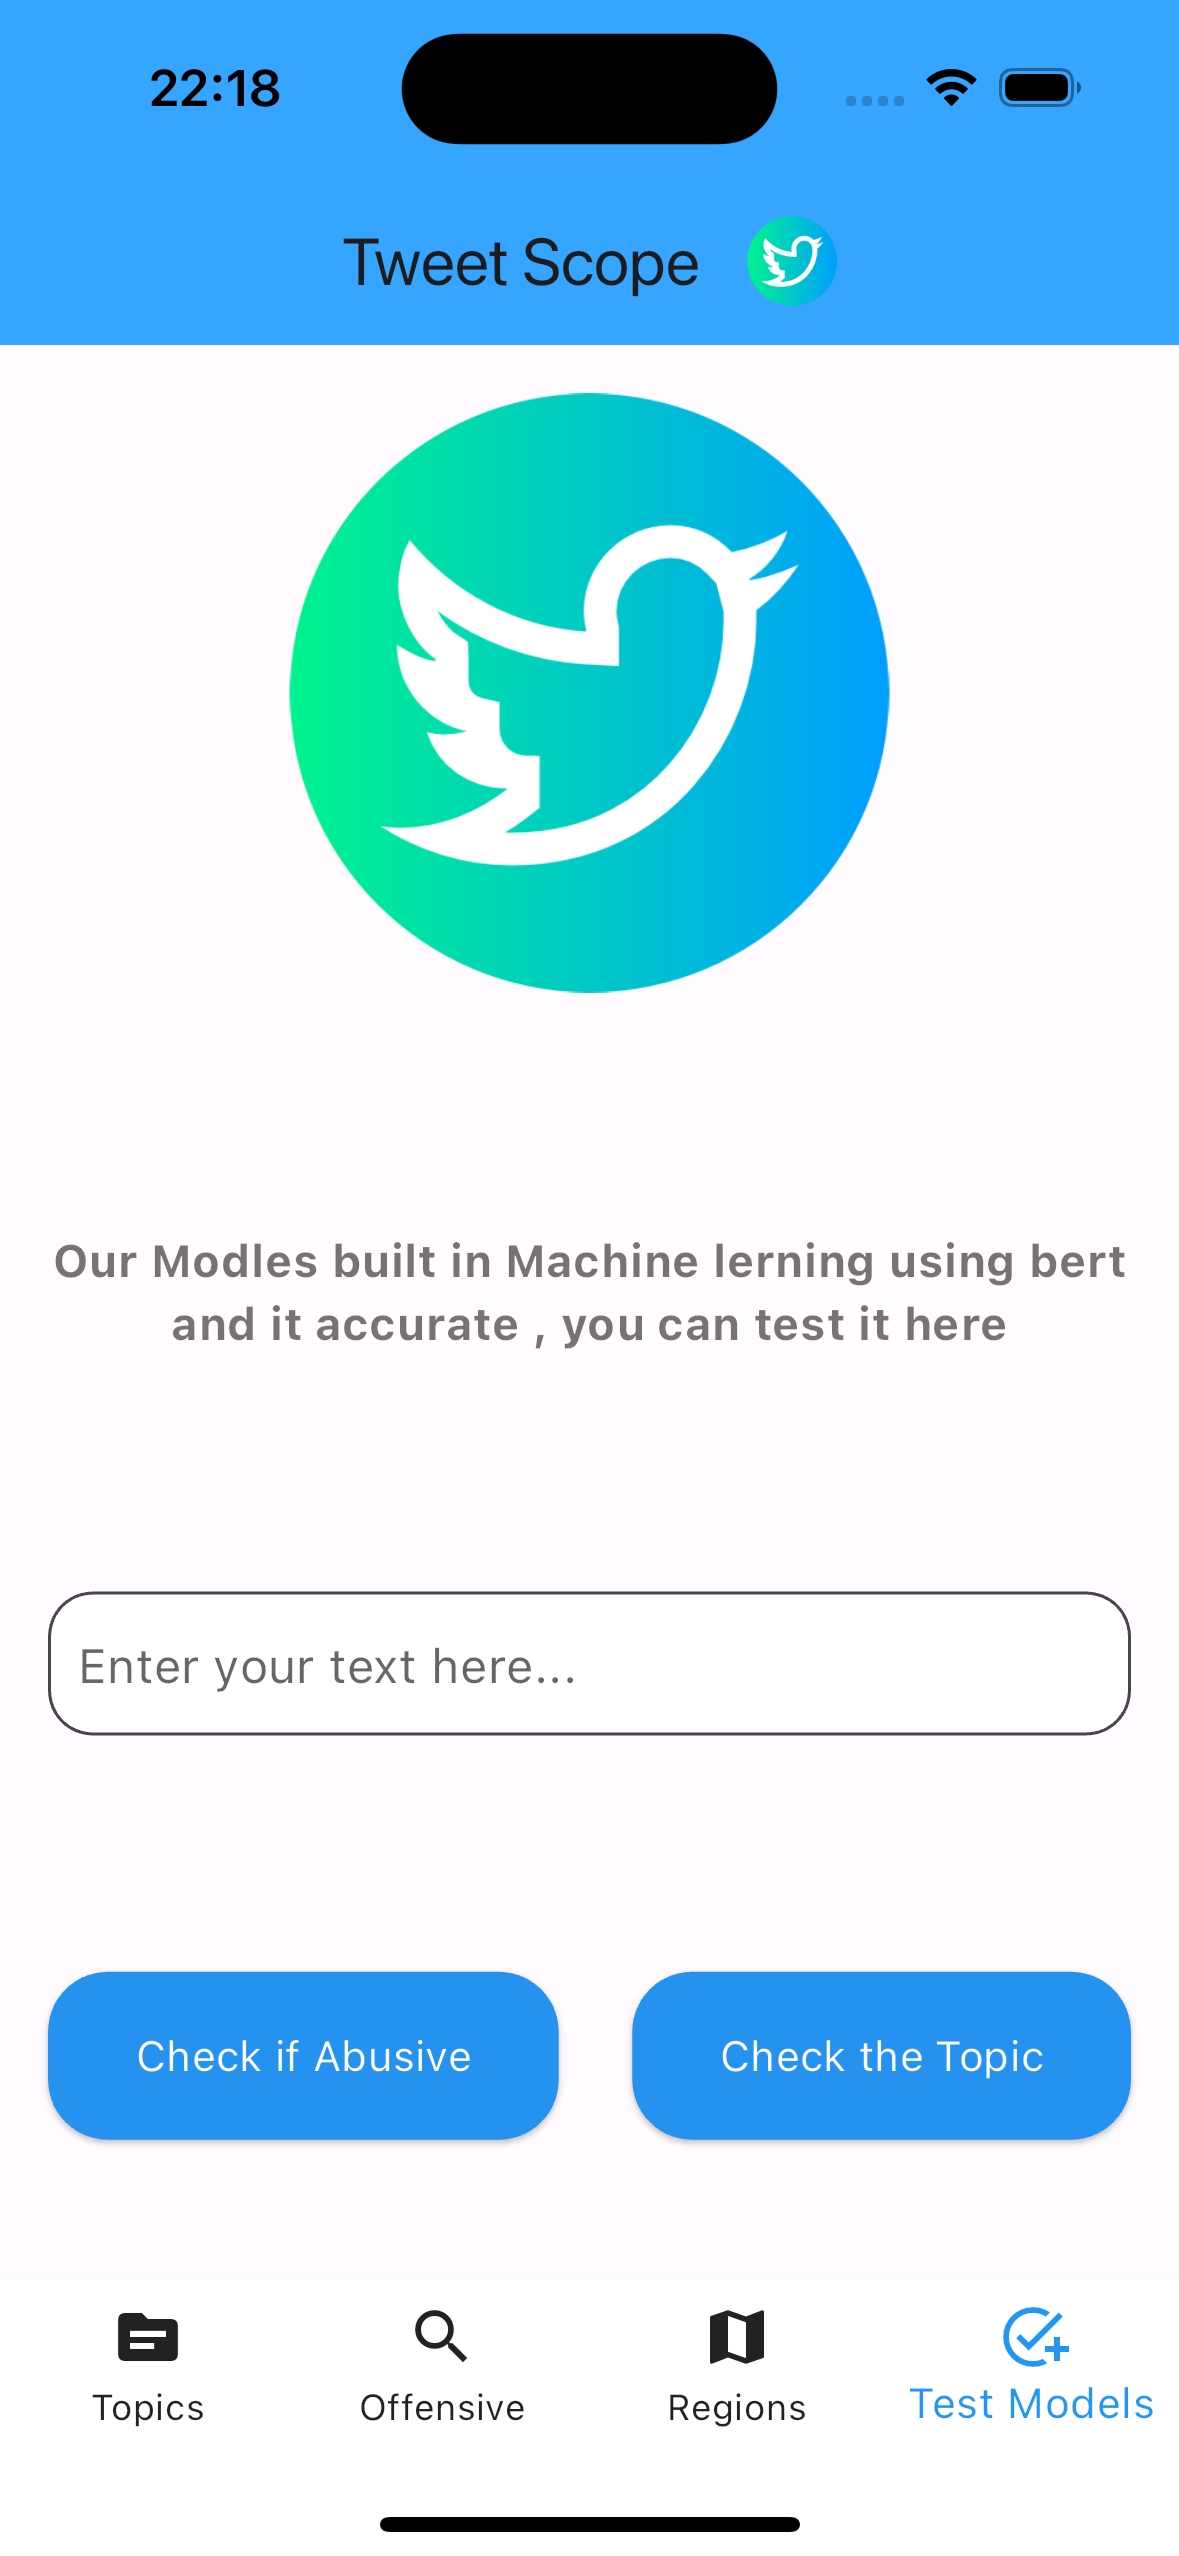 22:18
Tweet Scope
Our Modles built in Machine lerning using bert
and it accurate , you can test it here
Enter your text here...
Check if Abusive
Check the Topic
Topics
Offensive
Regions
Test Models